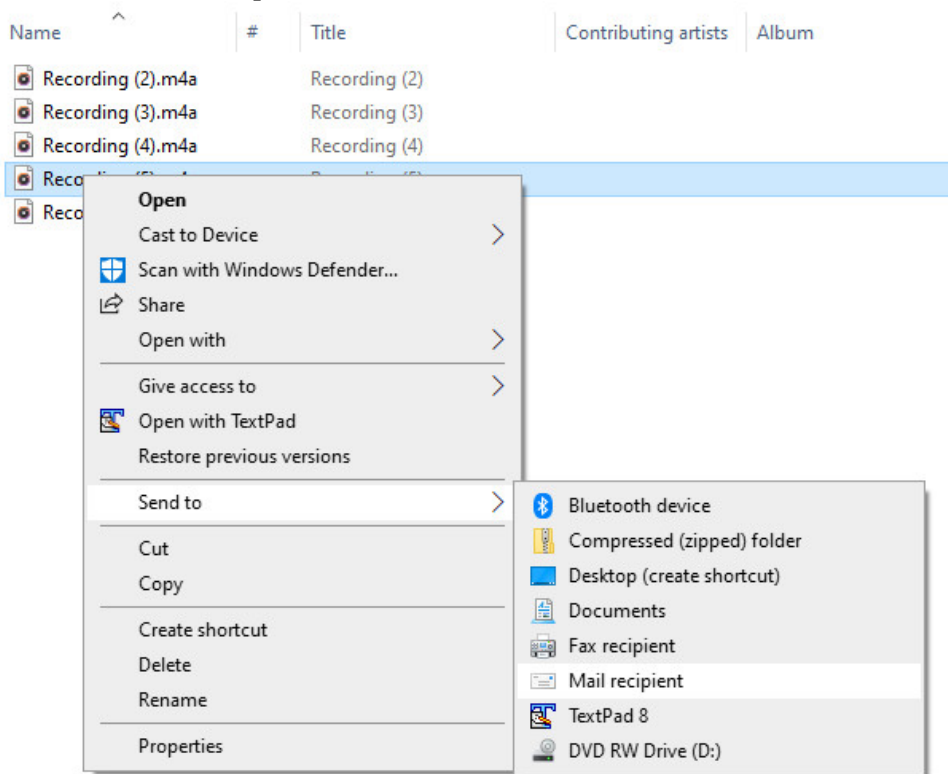 Name # Title Contributing artists Album
Recording (2).m4a Recording (2)
Recording (3).m4a Recording (3)
Recording (4).m4a Recording (4)
Reco
Reco
Open
Cast to Device
Scan with Windows Defender...
Share
Open with
Give access to
Open with TextPad
Restore previous versions
Send to
Cut
Copy
Create shortcut
Delete
Rename
Properties
Bluetooth device
Compressed (zipped) folder
Desktop (create shortcut)
Documents
Fax recipient
Mail recipient
TextPad 8
DVD RW Drive (D:)